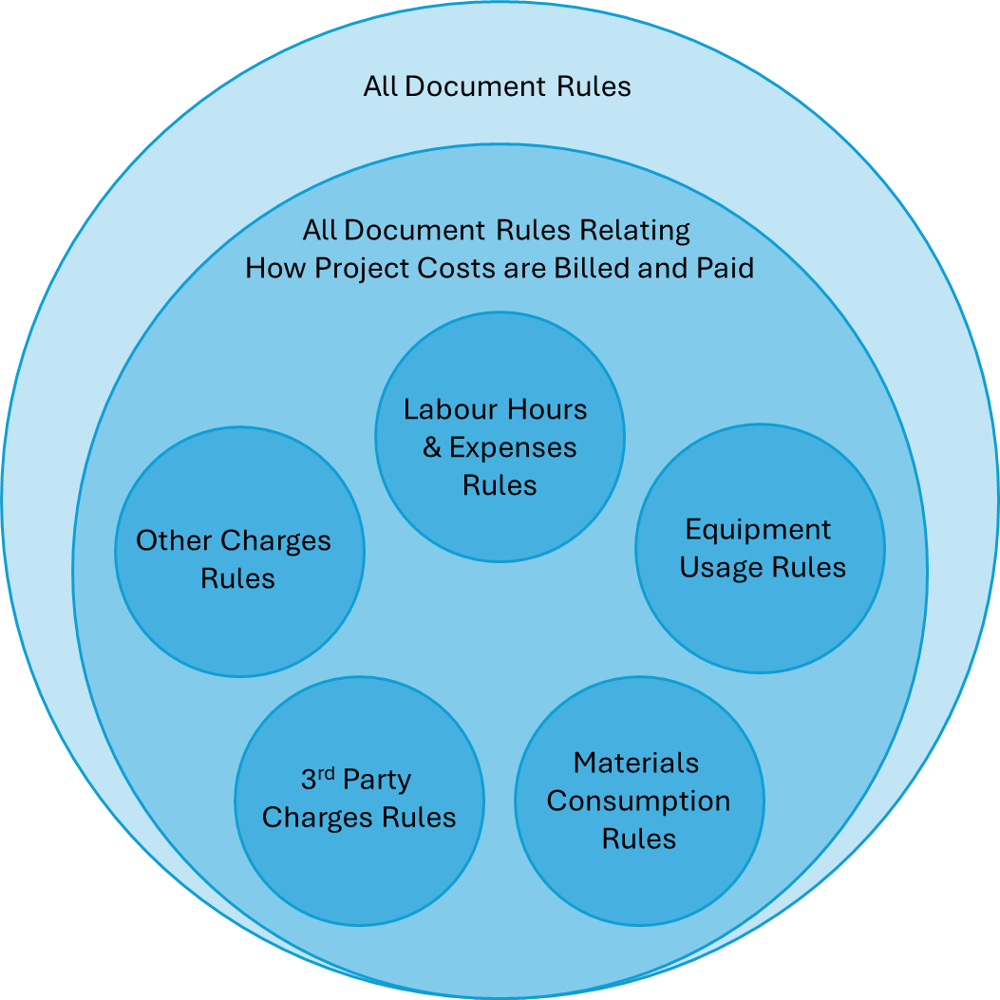 All Document Rules
All Document Rules Relating
How Project Costs are Billed and Paid
Labour Hours
& Expenses
Rules
Equipment
Usage Rules
Other Charges
Rules
3rd Party
Charges Rules
Materials
Consumption
Rules